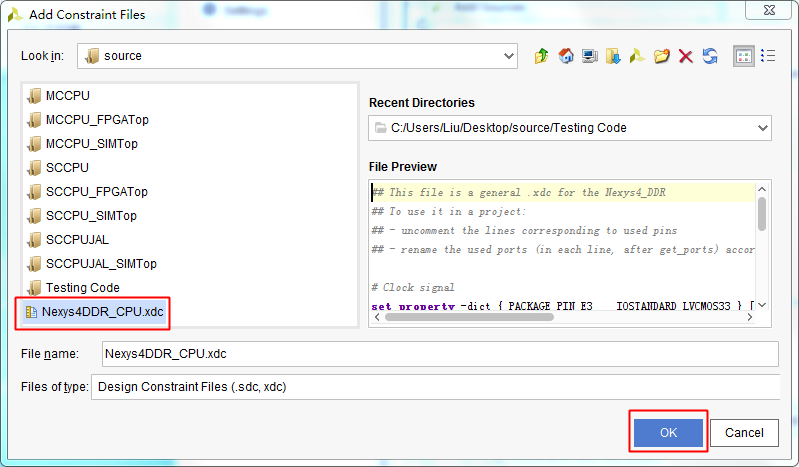 Add Constraint Files
Look in:
source
MCCPU
MCCPU_FPGATop
MCCPU_SIMTop
SCCPU
SCCPU_FPGATop
SCCPU_SIMTop
SCCPUJAL
SCCPUJAL_SIMTop
Testing Code
Nexys4DDR_CPU.xdc
Recent Directories
C:/Users/Liu/Desktop/source/Testing Code
File Preview
## This file is a general .xdc for the Nexys4_DDR
## To use it in a project:
## - uncomment the lines corresponding to used pins
## - rename the used ports (in each line, after get_ports) accor
# Clock signal
set_property -dict { PACKAGE_PIN E3 IOSTANDARD LVCMOS33 } [
File name:
Nexys4DDR_CPU.xdc
Files of type:
Design Constraint Files (.sdc, xdc)
OK
Cancel